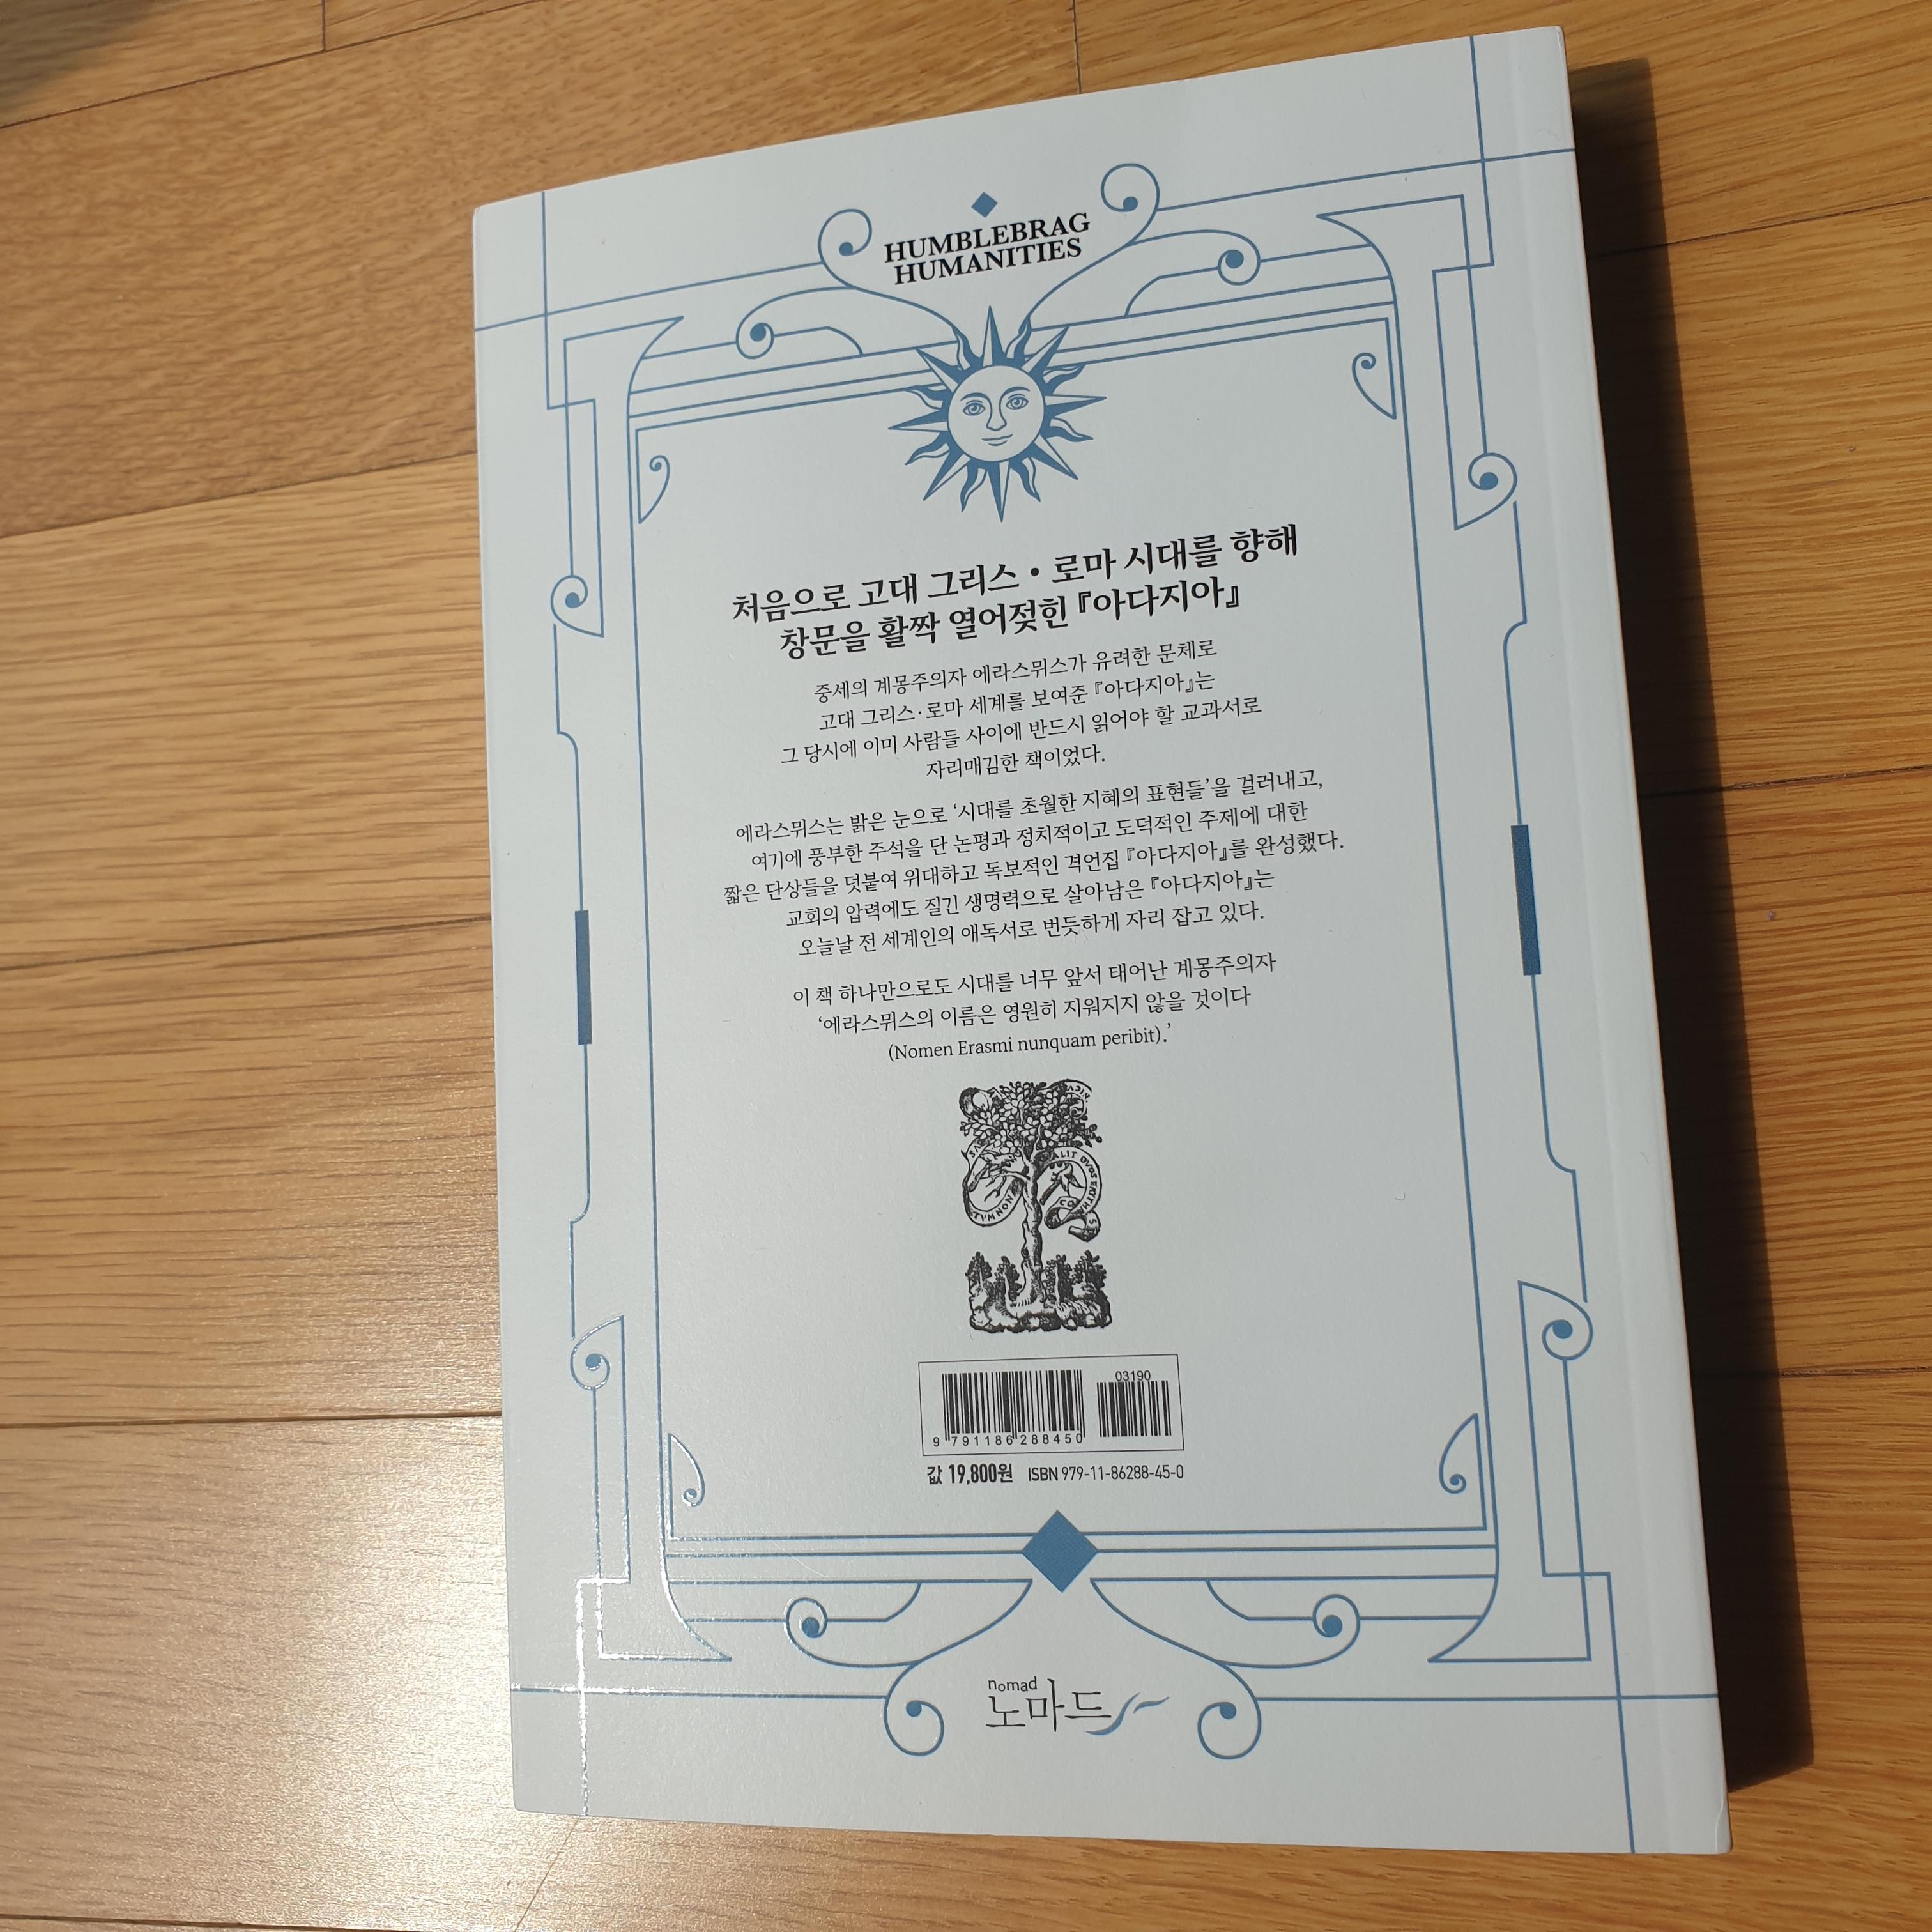 HUMBLEBRAG
HUMANITIES
처음으로 고대 그리스 • 로마 시대를 향해
창문을 활짝 열어젖힌 『아다지아』
중세의 계몽주의자 에라스뮈스가 유려한 문체로
고대 그리스·로마 세계를 보여준 『아다지아』는
그 당시에 이미 사람들 사이에 반드시 읽어야 할 교과서로
자리매김한 책이었다.
에라스뮈스는 밝은 눈으로 ‘시대를 초월한 지혜의 표현들’을 걸러내고,
여기에 풍부한 주석을 단 논평과 정치적이고 도덕적인 주제에 대한
짧은 단상들을 덧붙여 위대하고 독보적인 격언집 『아다지아』를 완성했다.
교회의 압력에도 질긴 생명력으로 살아남은 『아다지아』는
오늘날 전 세계인의 애독서로 번듯하게 자리 잡고 있다.
이 책 하나만으로도 시대를 너무 앞서 태어난 계몽주의자
‘에라스뮈스의 이름은 영원히 지워지지 않을 것이다
(Nomen Erasmi nunquam peribit).’
03190
9 791186 288450
값 19,800원 ISBN 979-11-86288-45-0
nomad
노마드